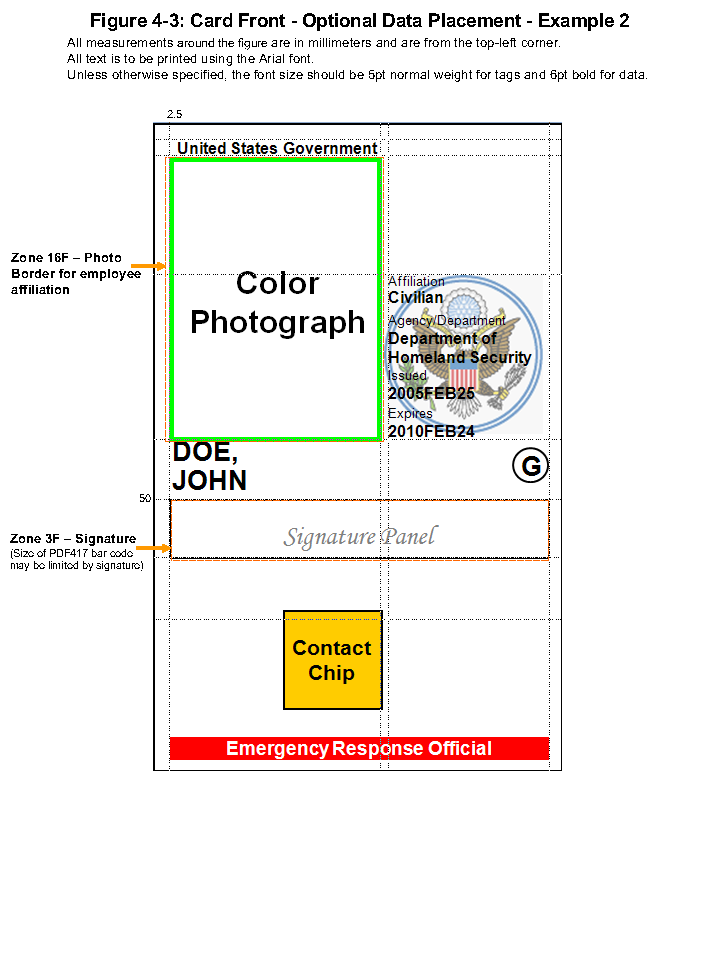 Figure 4-3: Card Front - Optional Data Placement - Example 2
All measurements around the figure are in millimeters and are from the top-left corner.
All text is to be printed using the Arial font.
Unless otherwise specified, the font size should be 5pt normal weight for tags and 6pt bold for data.
2.5
United States Government
Zone 16F – Photo
Border for employee
affiliation
Color
Photograph
Affiliation
Civilian
Agency/Department
Department of
Homeland Security
Issued
2005FEB25
Expires
2010FEB24
DOE,
JOHN
G
50
Zone 3F – Signature
(Size of PDF417 bar code
may be limited by signature)
Signature Panel
Contact
Chip
Emergency Response Official